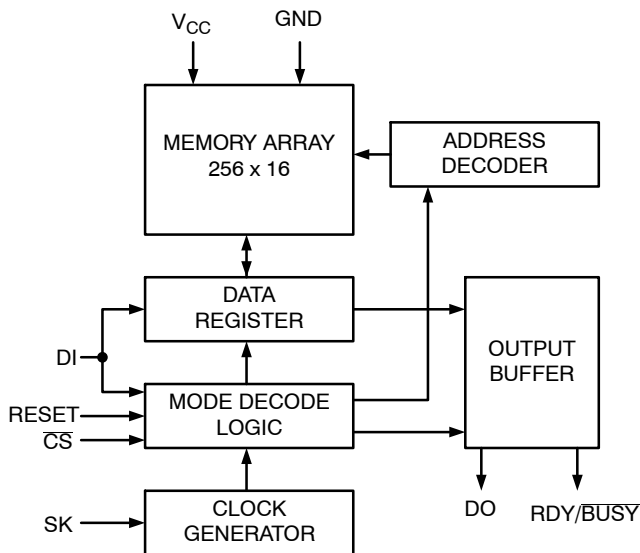 VCC
GND
MEMORY ARRAY
256 x 16
ADDRESS
DECODER
DATA
REGISTER
DI
OUTPUT
BUFFER
RESET
CS
MODE DECODE
LOGIC
DO
RDY/BUSY
SK
CLOCK
GENERATOR